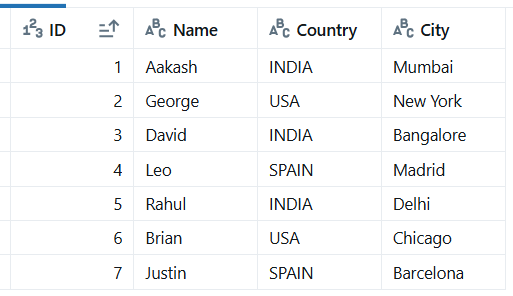 ID Name Country City
1 Aakash INDIA Mumbai
2 George USA New York
3 David INDIA Bangalore
4 Leo SPAIN Madrid
5 Rahul INDIA Delhi
6 Brian USA Chicago
7 Justin SPAIN Barcelona